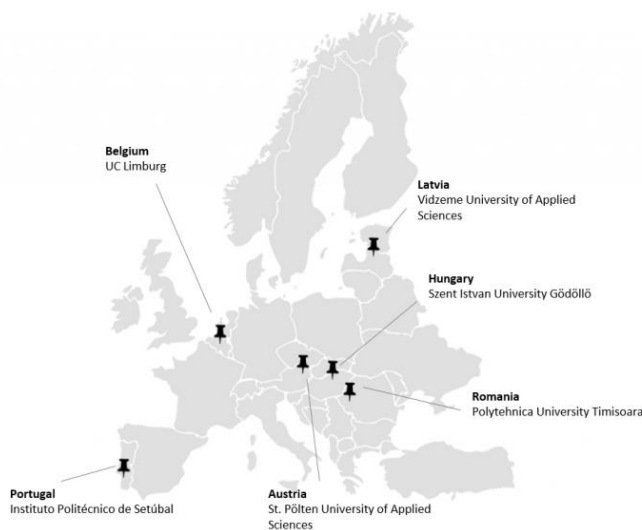 Belgium
UC Limburg
Latvia
Vidzeme University of Applied
Sciences
Hungary
Szent Istvan University Gödöllö
Romania
Polytehnica University Timisoara
Portugal
Instituto Politécnico de Setúbal
Austria
St. Pölten University of Applied
Sciences